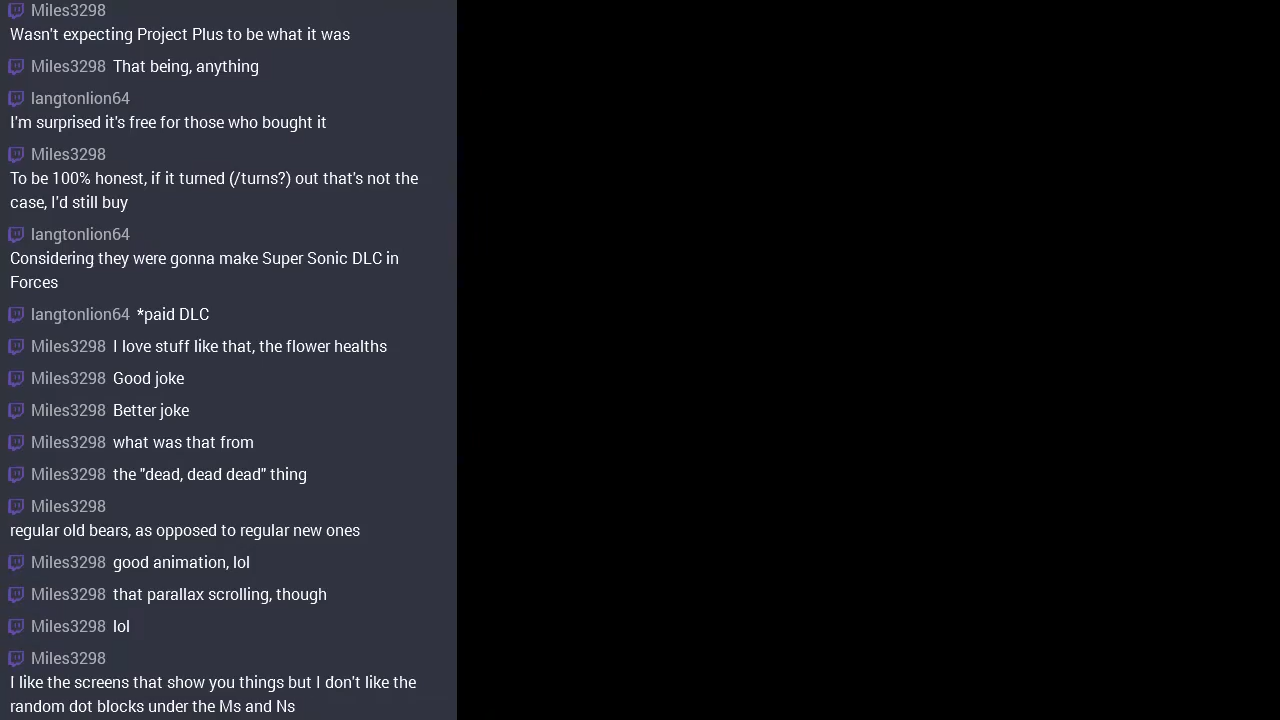 Miles3298
Wasn't expecting Project Plus to be what it was
Miles3298 That being, anything
langtonlion64
I'm surprised it's free for those who bought it
Miles3298
To be 100% honest, if it turned (/turns?) out that's not the
case, I'd still buy
langtonlion64
Considering they were gonna make Super Sonic DLC in
Forces
langtonlion64 *paid DLC
Miles3298 I love stuff like that, the flower healths
Miles3298 Good joke
Miles3298 Better joke
Miles3298 what was that from
Miles3298 the "dead, dead dead" thing
Miles3298
regular old bears, as opposed to regular new ones
Miles3298 good animation, lol
Miles3298 that parallax scrolling, though
Miles3298 lol
Miles3298
I like the screens that show you things but I don't like the
random dot blocks under the Ms and Ns